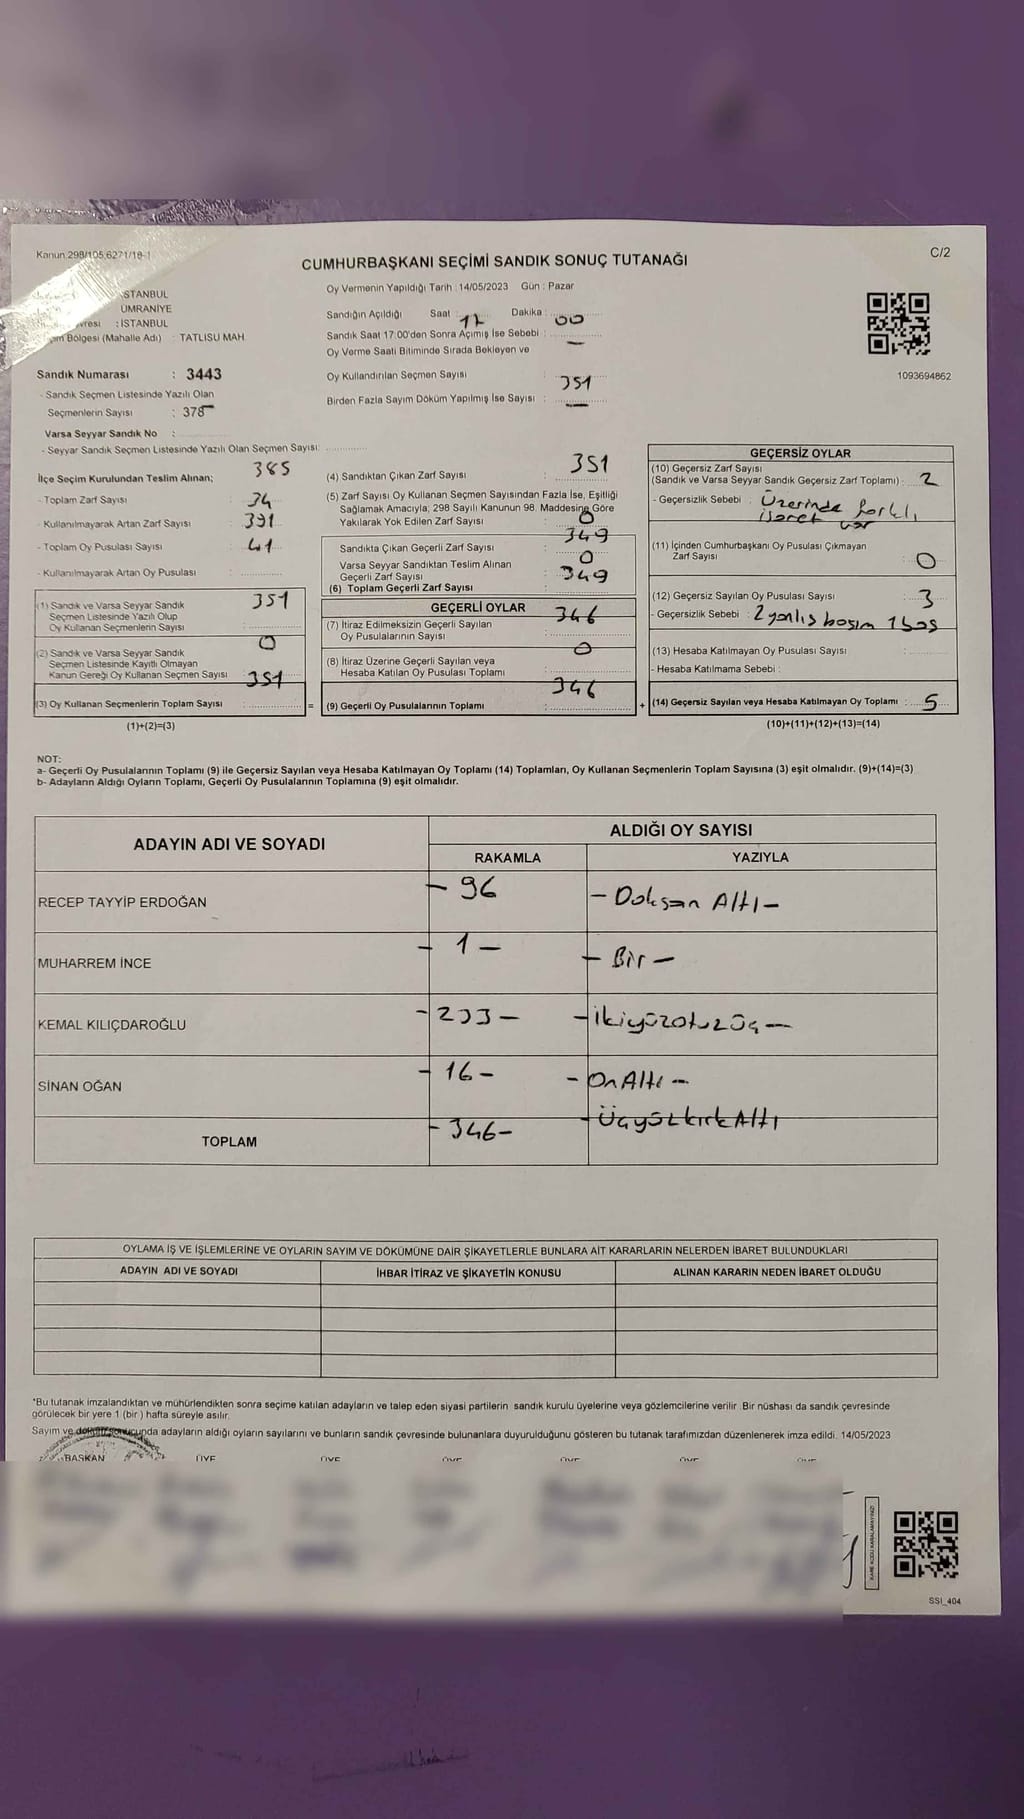 Kanun 298/105,6271/18-1
C/2
CUMHURBAŞKANI SEÇİMİ SANDIK SONUÇ TUTANAĞI
İSTANBUL
ÜMRANİYE
: İSTANBUL
Bölgesi (Mahalle Adı) : TATLISU MAH
Oy Vermenin Yapıldığı Tarih : 14/05/2023 Gün : Pazar
Sandığın Açıldığı Saat : 17 Dakika : 00
Sandık Saat 17:00'den Sonra Açımış İse Sebebi : —
Oy Verme Saati Bitiminde Sırada Bekleyen ve
Oy Kullandırılan Seçmen Sayısı : 351
Birden Fazla Sayım Döküm Yapılmış İse Sayısı : —
1093694862
Sandık Numarası : 3443
- Sandık Seçmen Listesinde Yazılı Olan
Seçmenlerin Sayısı : 378
Varsa Seyyar Sandık No :
- Seyyar Sandık Seçmen Listesinde Yazılı Olan Seçmen Sayısı:
İlçe Seçim Kurulundan Teslim Alınan; 385
- Toplam Zarf Sayısı 34
- Kullanılmayarak Artan Zarf Sayısı 391
- Toplam Oy Pusulası Sayısı 41
- Kullanılmayarak Artan Oy Pusulası
(1) Sandık ve Varsa Seyyar Sandık 351
Seçmen Listesinde Yazılı Olup
Oy Kullanan Seçmenlerin Sayısı
0
(2) Sandık ve Varsa Seyyar Sandık
Seçmen Listesinde Kayıtlı Olmayan
Kanun Gereği Oy Kullanan Seçmen Sayısı 351
(3) Oy Kullanan Seçmenlerin Toplam Sayısı =
(1)+(2)=(3)
(4) Sandıktan Çıkan Zarf Sayısı : 351
(5) Zarf Sayısı Oy Kullanan Seçmen Sayısından Fazla İse, Eşitliği
Sağlamak Amacıyla; 298 Sayılı Kanunun 98. Maddesine Göre
Yakılarak Yok Edilen Zarf Sayısı : 0
349
Sandıkta Çıkan Geçerli Zarf Sayısı :
Varsa Seyyar Sandıktan Teslim Alınan 0
Geçerli Zarf Sayısı : 349
(6) Toplam Geçerli Zarf Sayısı :
GEÇERLİ OYLAR
346
(7) İtiraz Edilmeksizin Geçerli Sayılan
Oy Pusulalarının Sayısı
0
(8) İtiraz Üzerine Geçerli Sayılan veya
Hesaba Katılan Oy Pusulası Toplamı
346
(9) Geçerli Oy Pusulalarının Toplamı : +
GEÇERSİZ OYLAR
(10) Geçersiz Zarf Sayısı
(Sandık ve Varsa Seyyar Sandık Geçersiz Zarf Toplamı) : 2
- Geçersizlik Sebebi : Üzerinde farklı
işaret var
(11) İçinden Cumhurbaşkanı Oy Pusulası Çıkmayan
Zarf Sayısı : 0
(12) Geçersiz Sayılan Oy Pusulası Sayısı : 3
- Geçersizlik Sebebi : 2 yanlış basım 1 boş
(13) Hesaba Katılmayan Oy Pusulası Sayısı :
- Hesaba Katılmama Sebebi :
(14) Geçersiz Sayılan veya Hesaba Katılmayan Oy Toplamı : 5
(10)+(11)+(12)+(13)=(14)
NOT:
a- Geçerli Oy Pusulalarının Toplamı (9) ile Geçersiz Sayılan veya Hesaba Katılmayan Oy Toplamı (14) Toplamları, Oy Kullanan Seçmenlerin Toplam Sayısına (3) eşit olmalıdır. (9)+(14)=(3)
b- Adayların Aldığı Oyların Toplamı, Geçerli Oy Pusulalarının Toplamına (9) eşit olmalıdır.
ADAYIN ADI VE SOYADI ALDIĞI OY SAYISI
RAKAMLA YAZIYLA
RECEP TAYYİP ERDOĞAN - 96 - Doksan Altı -
MUHARREM İNCE - 1 - - Bir -
KEMAL KILIÇDAROĞLU - 233 - - ikiyüzotuzüç -
SİNAN OĞAN - 16 - - On Altı -
TOPLAM - 346 - - Üçyüzkırk Altı
OYLAMA İŞ VE İŞLEMLERİNE VE OYLARIN SAYIM VE DÖKÜMÜNE DAİR ŞİKAYETLERLE BUNLARA AİT KARARLARIN NELERDEN İBARET BULUNDUKLARI
ADAYIN ADI VE SOYADI İHBAR İTİRAZ VE ŞİKAYETİN KONUSU ALINAN KARARIN NEDEN İBARET OLDUĞU
*Bu tutanak imzalandıktan ve mühürlendikten sonra seçime katılan adayların ve talep eden siyasi partilerin sandık kurulu üyelerine veya gözlemcilerine verilir. Bir nüshası da sandık çevresinde
görülecek bir yere 1 (bir) hafta süreyle asılır.
Sayım ve döküm sonucunda adayların aldığı oyların sayılarını ve bunların sandık çevresinde bulunanlara duyurulduğunu gösteren bu tutanak tarafımızdan düzenlenerek imza edildi. 14/05/2023
BAŞKAN ÜYE ÜYE ÜYE ÜYE ÜYE ÜYE
KARE KODU KARALAMAYINIZ!
SSI_404